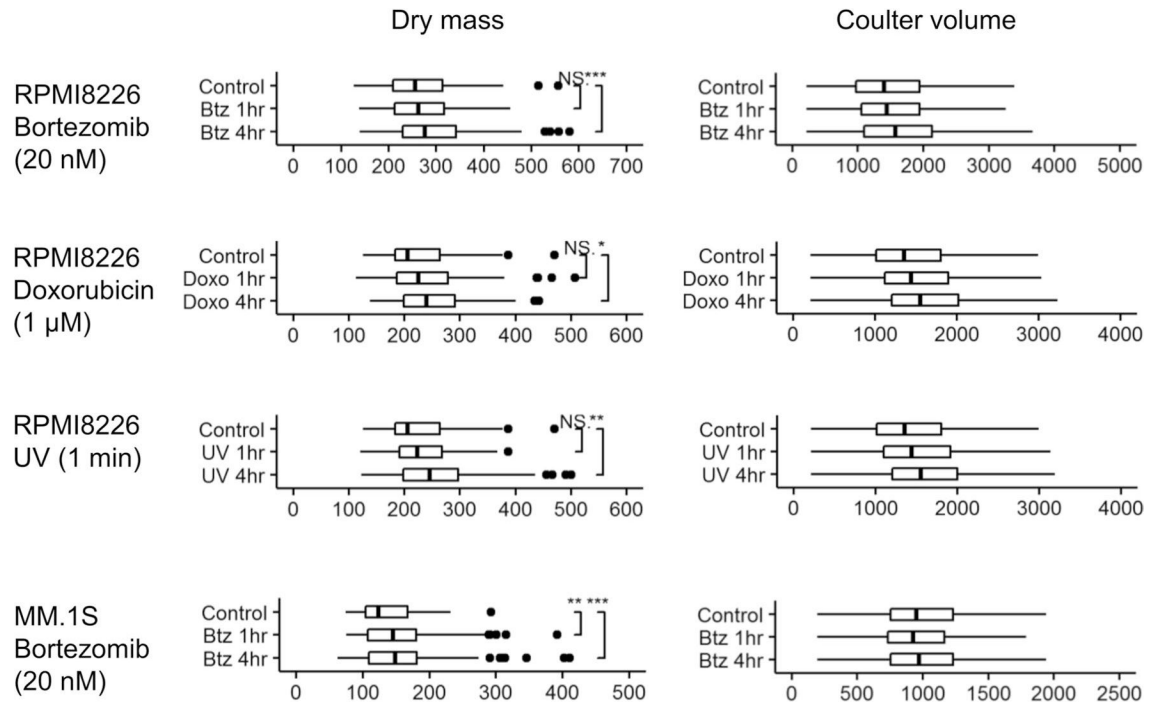 Dry mass
Coulter volume
RPMI8226
Bortezomib
(20 nM)
Control
Btz 1hr
Btz 4hr
NS.***
0 100 200 300 400 500 600 700
Control
Btz 1hr
Btz 4hr
0 1000 2000 3000 4000 5000
RPMI8226
Doxorubicin
(1 µM)
Control
Doxo 1hr
Doxo 4hr
NS. *
0 100 200 300 400 500 600
Control
Doxo 1hr
Doxo 4hr
0 1000 2000 3000 4000
RPMI8226
UV (1 min)
Control
UV 1hr
UV 4hr
NS.**
0 100 200 300 400 500 600
Control
UV 1hr
UV 4hr
0 1000 2000 3000 4000
MM.1S
Bortezomib
(20 nM)
Control
Btz 1hr
Btz 4hr
** ***
0 100 200 300 400 500
Control
Btz 1hr
Btz 4hr
0 500 1000 1500 2000 2500